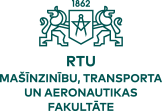 1862
RTU
MAŠĪNZINĪBU, TRANSPORTA
UN AERONAUTIKAS
FAKULTĀTE